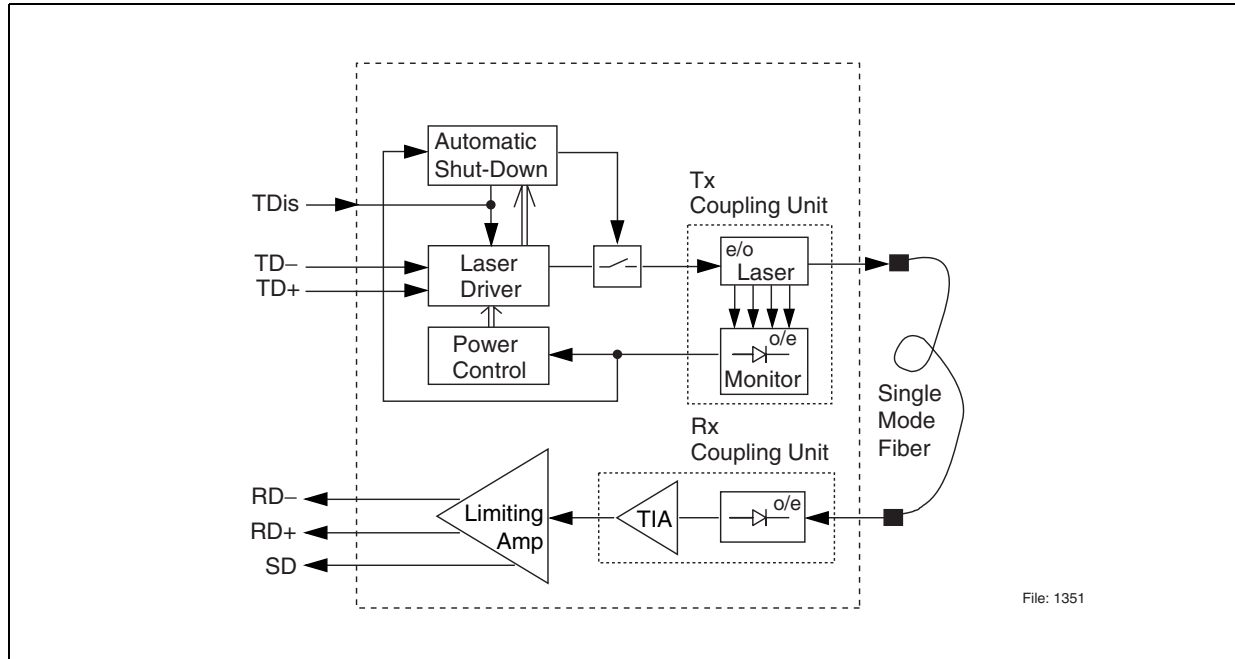 Automatic
Shut-Down
TDis
Tx
Coupling Unit
TD–
TD+
Laser
Driver
e/o
Laser
Power
Control
o/e
Monitor
Single
Mode
Fiber
Rx
Coupling Unit
RD–
RD+
SD
Limiting
Amp
TIA
o/e
File: 1351